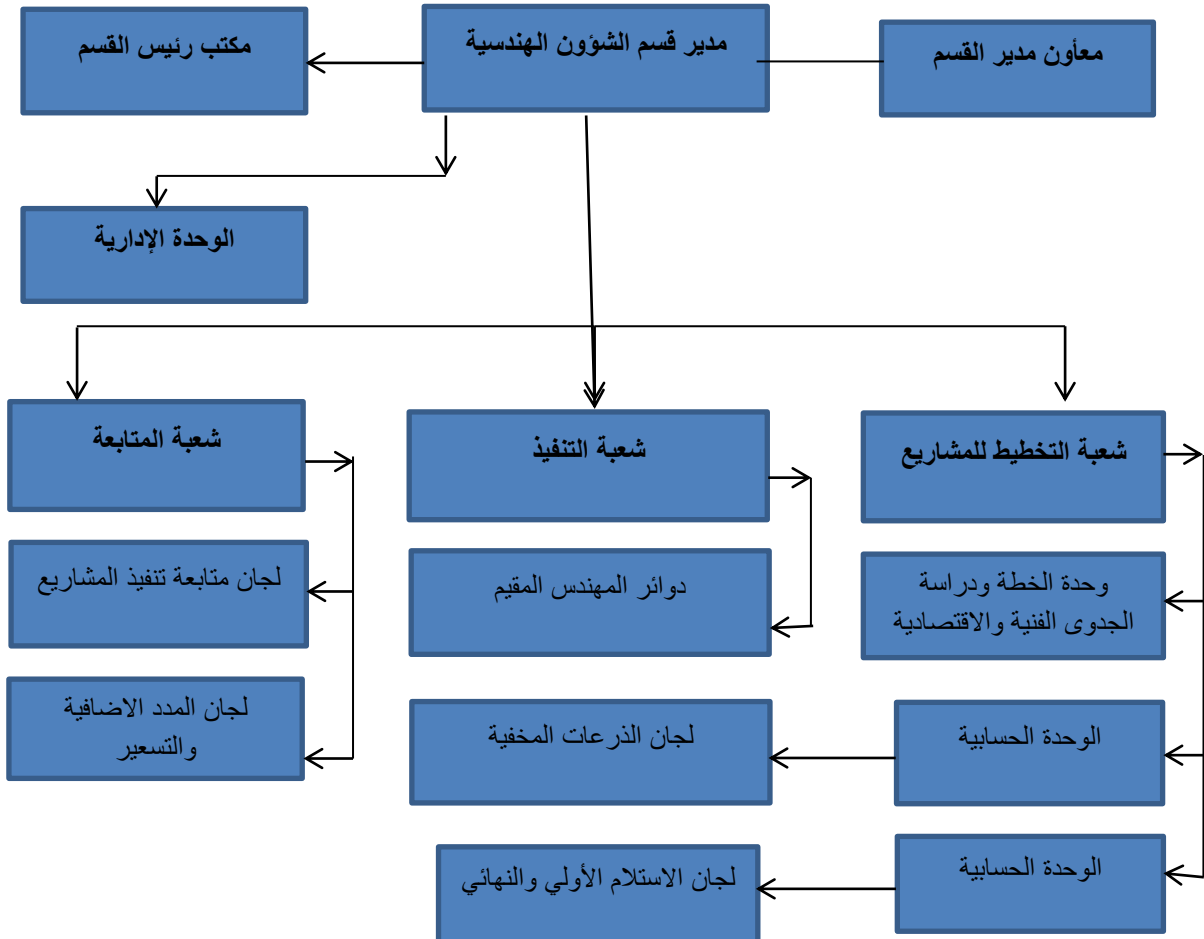 معأون مدير القسم
مدير قسم الشؤون الهندسية
مكتب رئيس القسم
الوحدة الإدارية
شعبة التخطيط للمشاريع
شعبة التنفيذ
شعبة المتابعة
وحدة الخطة ودراسة
الجدوى الفنية والاقتصادية
دوائر المهندس المقيم
لجان متابعة تنفيذ المشاريع
الوحدة الحسابية
لجان الذرعات المخفية
لجان المدد الاضافية
والتسعير
الوحدة الحسابية
لجان الاستلام الأولي والنهائي